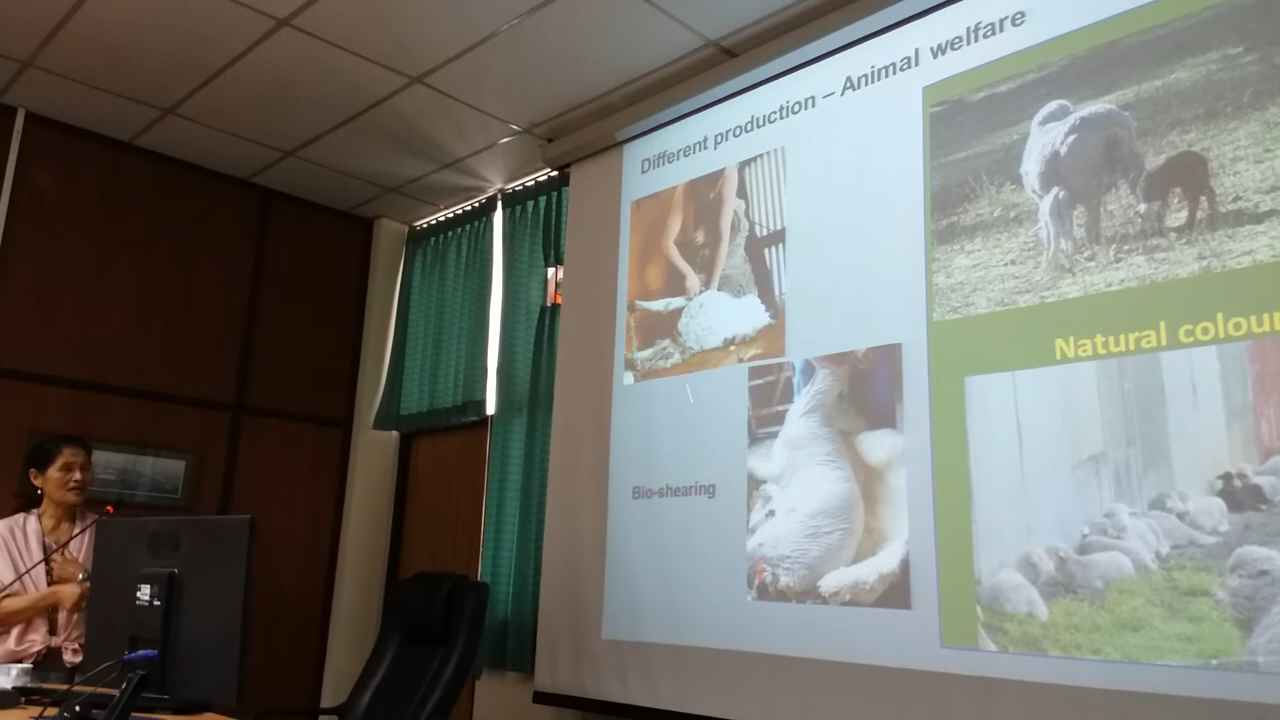 Different production – Animal welfare
Natural colour
Bio-shearing